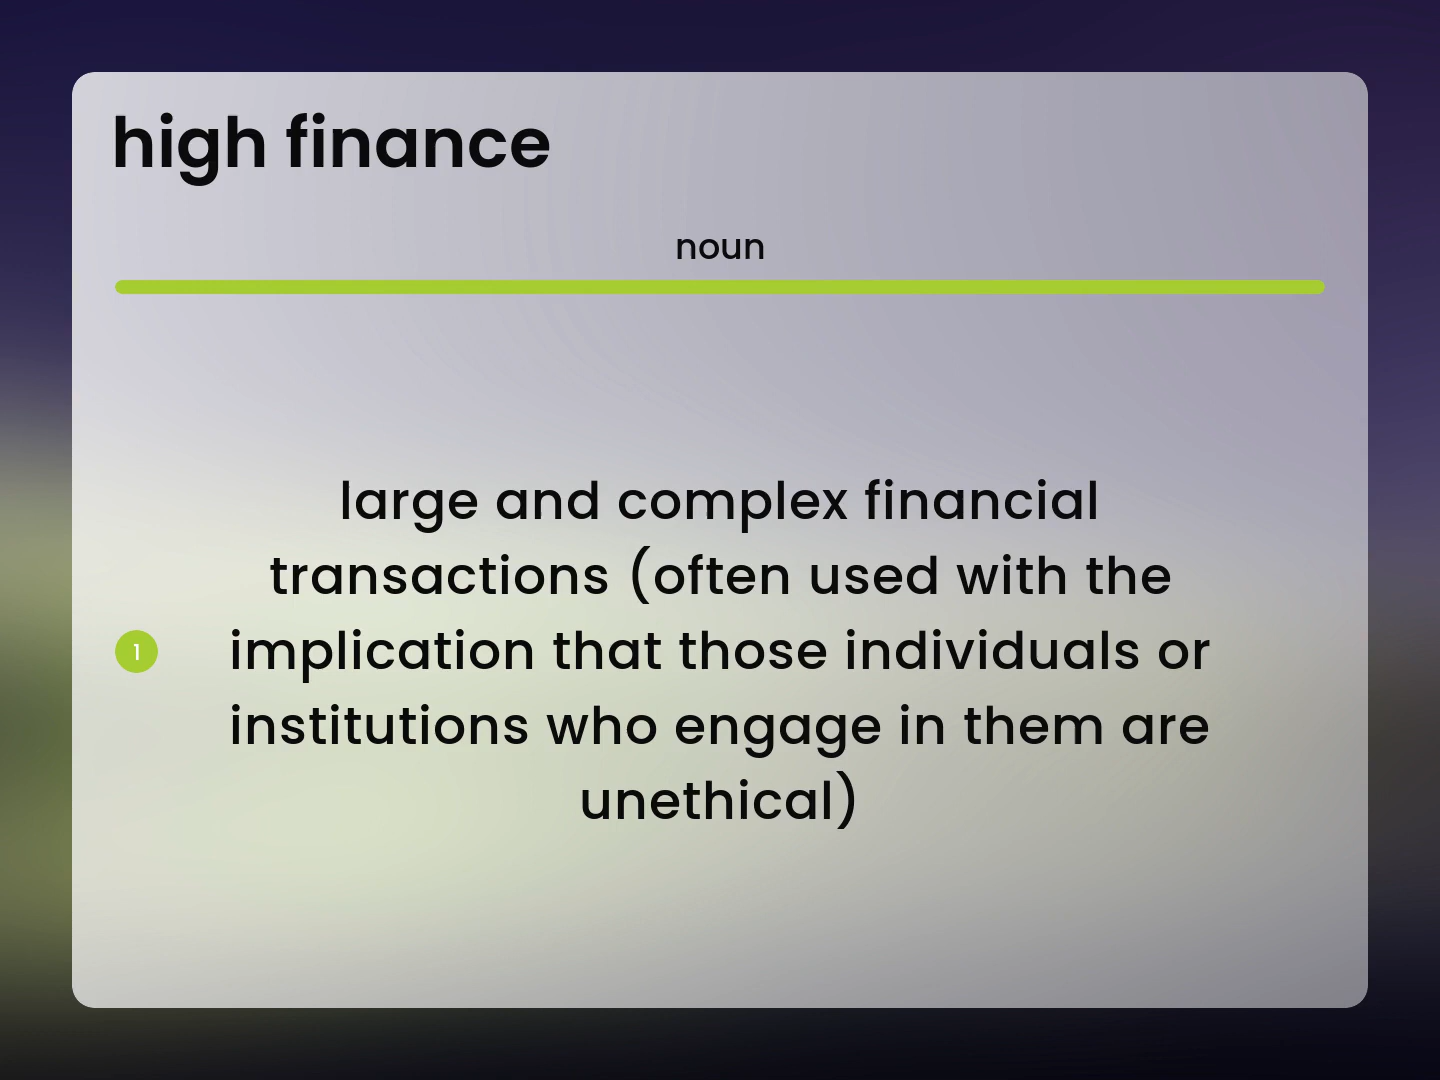 high finance
noun
large and complex financial
transactions (often used with the
1
implication that those individuals or
institutions who engage in them are
unethical)